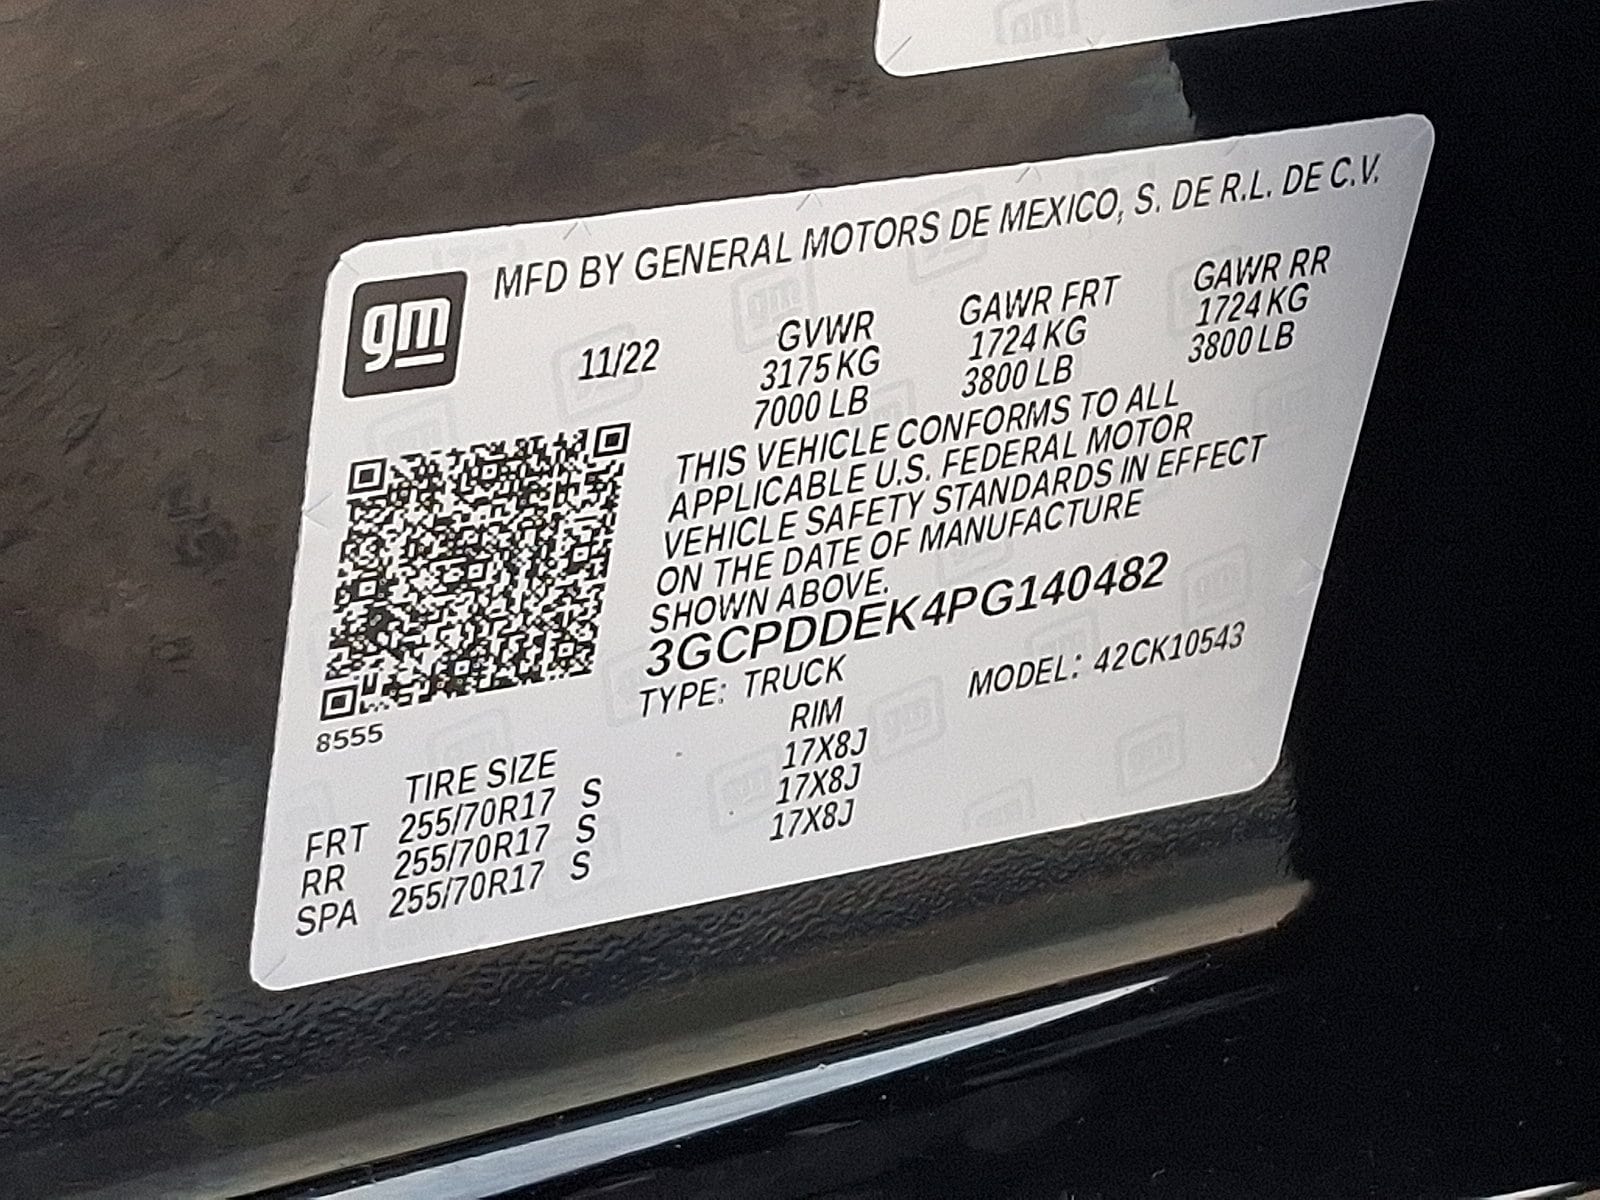 MFD BY GENERAL MOTORS DE MEXICO, S. DE R.L. DE C.V.
gm
11/22
GVWR GAWR FRT GAWR RR
3175 KG 1724 KG 1724 KG
7000 LB 3800 LB 3800 LB
THIS VEHICLE CONFORMS TO ALL
APPLICABLE U.S. FEDERAL MOTOR
VEHICLE SAFETY STANDARDS IN EFFECT
ON THE DATE OF MANUFACTURE
SHOWN ABOVE.
3GCPDDEK4PG140482
TYPE: TRUCK MODEL: 42CK10543
8555
TIRE SIZE RIM
FRT 255/70R17 S 17X8J
RR 255/70R17 S 17X8J
SPA 255/70R17 S 17X8J